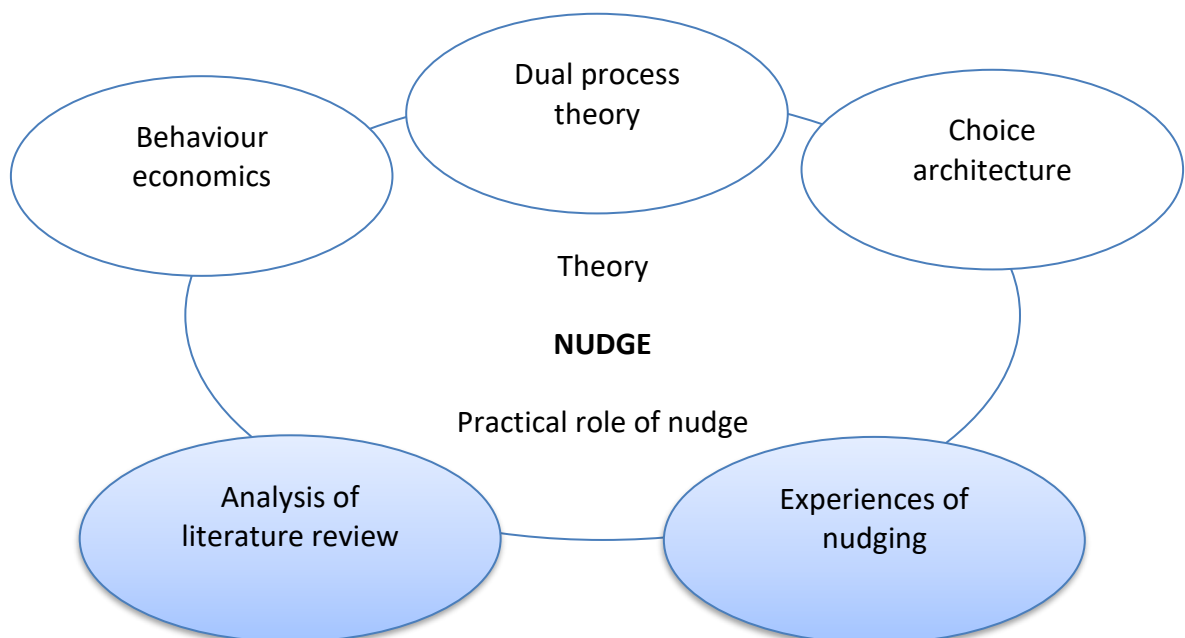 Dual process
theory
Behaviour
economics
Choice
architecture
Theory
NUDGE
Practical role of nudge
Analysis of
literature review
Experiences of
nudging